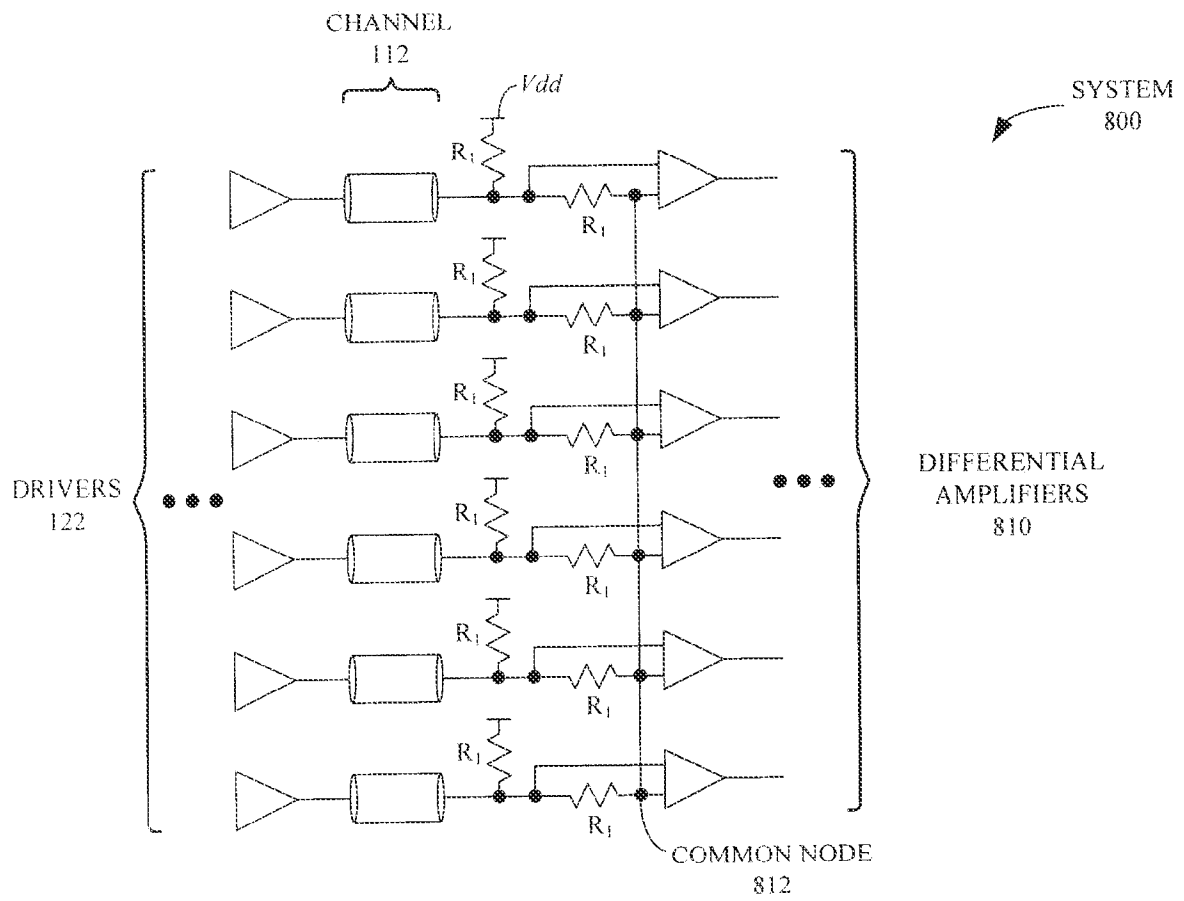 CHANNEL
112
Vdd
SYSTEM
800
R1
R1
R1
R1
R1
R1
R1
R1
DRIVERS
122
DIFFERENTIAL
AMPLIFIERS
810
R1
R1
R1
R1
COMMON NODE
812